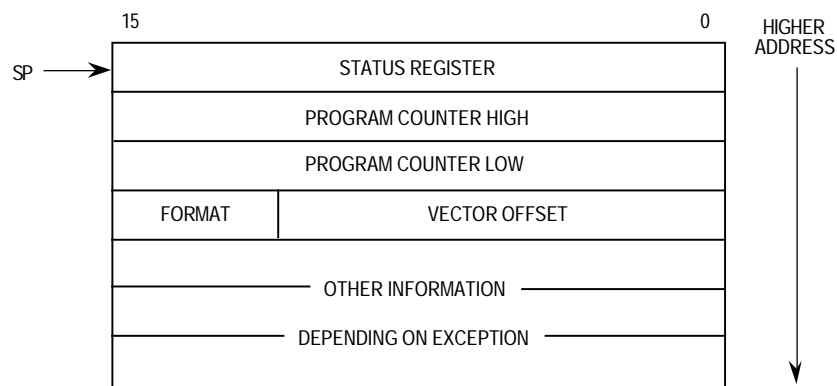 15 0
HIGHER
ADDRESS
SP
STATUS REGISTER
PROGRAM COUNTER HIGH
PROGRAM COUNTER LOW
FORMAT VECTOR OFFSET
OTHER INFORMATION
DEPENDING ON EXCEPTION